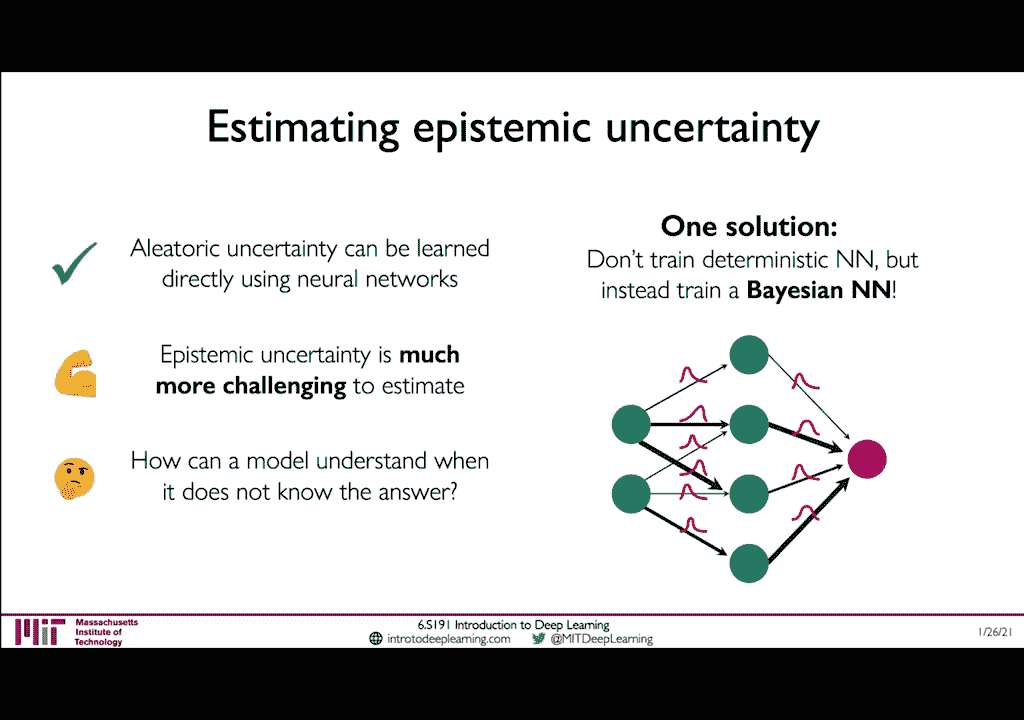 Estimating epistemic uncertainty
Aleatoric uncertainty can be learned
directly using neural networks
Epistemic uncertainty is much
more challenging to estimate
How can a model understand when
it does not know the answer?
One solution:
Don't train deterministic NN, but
instead train a Bayesian NN!
MIT
Massachusetts
Institute of
Technology
6.S191 Introduction to Deep Learning
introtodeeplearning.com @MITDeepLearning
1/26/21